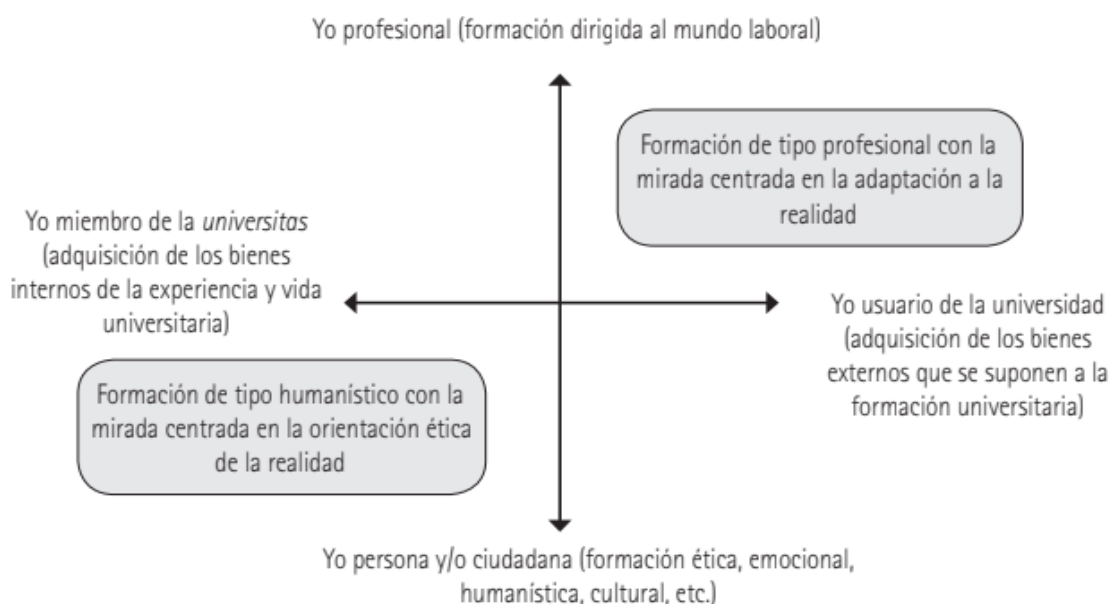 Yo profesional (formación dirigida al mundo laboral)
Formación de tipo profesional con la
mirada centrada en la adaptación a la
realidad
Yo miembro de la universitas
(adquisición de los bienes
internos de la experiencia y vida
universitaria)
Yo usuario de la universidad
(adquisición de los bienes
externos que se suponen a la
formación universitaria)
Formación de tipo humanístico con la
mirada centrada en la orientación ética
de la realidad
Yo persona y/o ciudadana (formación ética, emocional,
humanística, cultural, etc.)